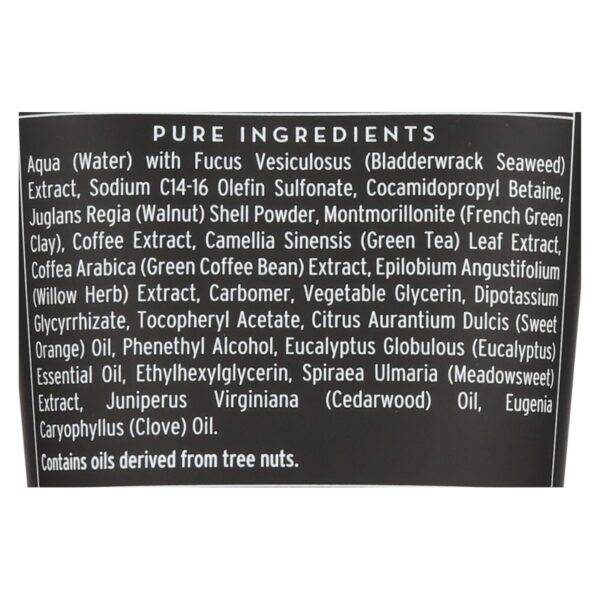 PURE INGREDIENTS
Aqua (Water) with Fucus Vesiculosus (Bladderwrack Seaweed)
Extract, Sodium C14-16 Olefin Sulfonate, Cocamidopropyl Betaine,
Juglans Regia (Walnut) Shell Powder, Montmorillonite (French Green
Clay), Coffee Extract, Camellia Sinensis (Green Tea) Leaf Extract,
Coffea Arabica (Green Coffee Bean) Extract, Epilobium Angustifolium
(Willow Herb) Extract, Carbomer, Vegetable Glycerin, Dipotassium
Glycyrrhizate, Tocopheryl Acetate, Citrus Aurantium Dulcis (Sweet
Orange) Oil, Phenethyl Alcohol, Eucalyptus Globulous (Eucalyptus)
Essential Oil, Ethylhexylglycerin, Spiraea Ulmaria (Meadowsweet)
Extract, Juniperus Virginiana (Cedarwood) Oil, Eugenia
Caryophyllus (Clove) Oil.
Contains oils derived from tree nuts.